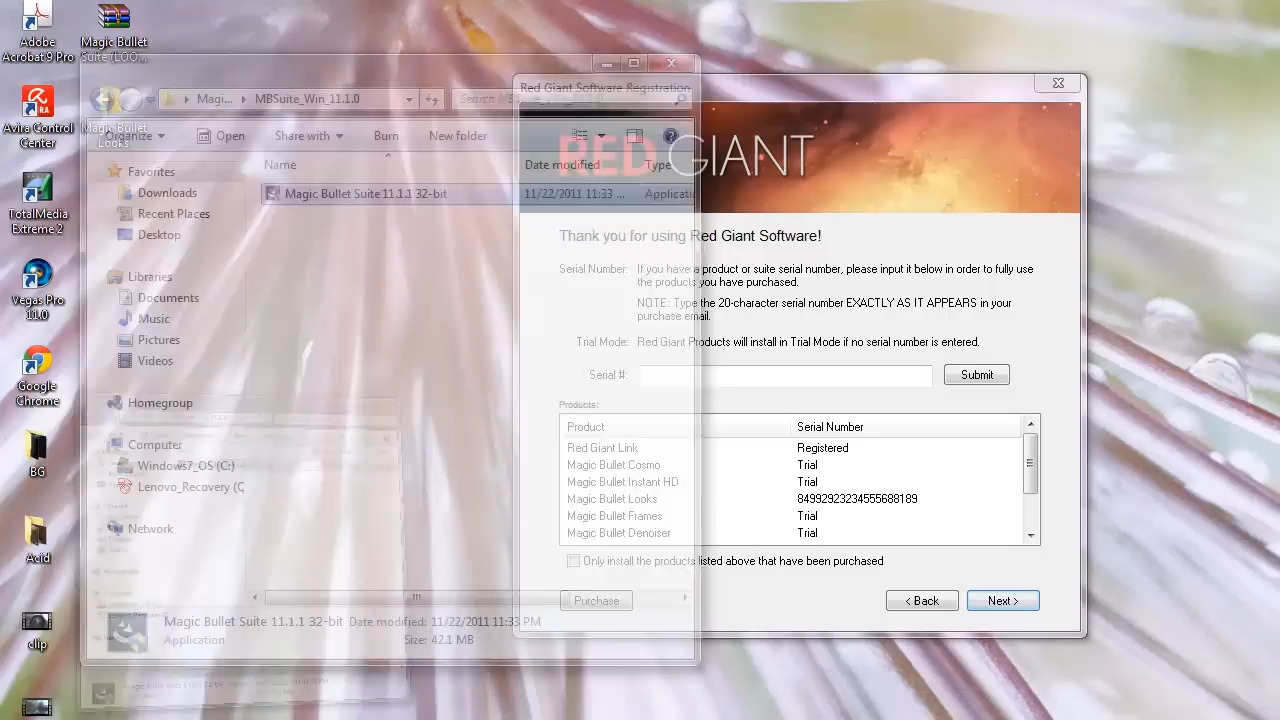 Adobe
Acrobat 9 Pro
Magic Bullet
Suite (LOO...
Avira Control
Center
Magic Bullet
Looks
TotalMedia
Extreme 2
Vegas Pro
11.0
Google
Chrome
BG
Acid
clip
Magi...
MBSuite_Win_11.1.0
Organize
Open
Share with
Burn
New folder
Name
Date modified
Type
Magic Bullet Suite 11.1.1 32-bit
11/22/2011 11:33 ...
Applicatio
Favorites
Downloads
Recent Places
Desktop
Libraries
Documents
Music
Pictures
Videos
Homegroup
Computer
Windows7_OS (C:)
Lenovo_Recovery (Q
Network
Magic Bullet Suite 11.1.1 32-bit Date modified: 11/22/2011 11:33 PM
Application
Size: 42.1 MB
Red Giant Software Registration
RED GIANT
Thank you for using Red Giant Software!
Serial Number: If you have a product or suite serial number, please input it below in order to fully use
the products you have purchased.
NOTE: Type the 20-character serial number EXACTLY AS IT APPEARS in your
purchase email.
Trial Mode: Red Giant Products will install in Trial Mode if no serial number is entered.
Serial #:
Submit
Products:
Product Serial Number
Red Giant Link Registered
Magic Bullet Cosmo Trial
Magic Bullet Instant HD Trial
Magic Bullet Looks 84992923234555688189
Magic Bullet Frames Trial
Magic Bullet Denoiser Trial
Only install the products listed above that have been purchased
Purchase
< Back
Next >